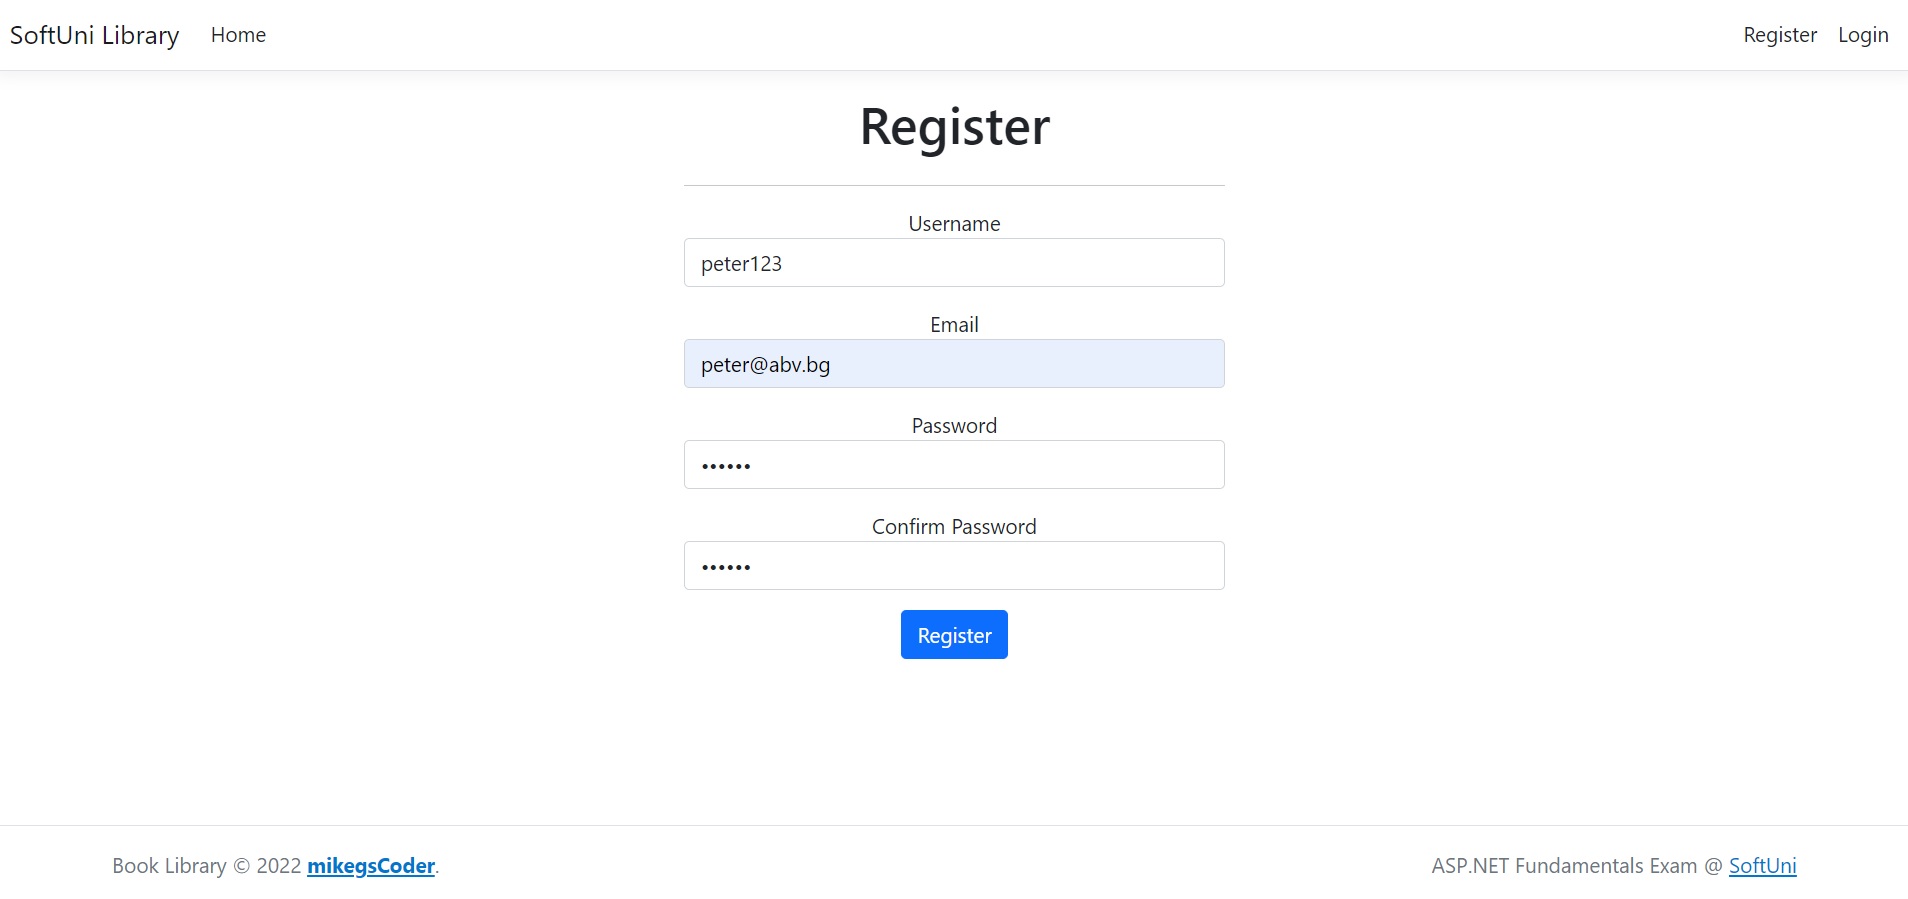 SoftUni Library Home Register Login
Register
Username
peter123
Email
peter@abv.bg
Password
••••••
Confirm Password
••••••
Register
Book Library © 2022 mikegsCoder. ASP.NET Fundamentals Exam @ SoftUni